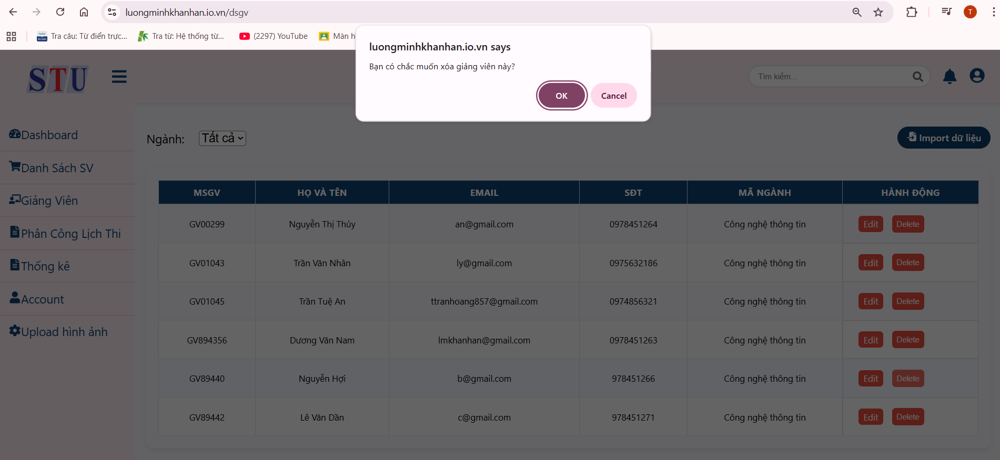 luongminhkhanhan.io.vn/dsgv
T
Tra câu: Từ điển trực...
Tra từ: Hệ thống từ...
(2297) YouTube
luongminhkhanhan.io.vn says
Bạn có chắc muốn xóa giảng viên này?
OK
Cancel
STU
Tìm kiếm...
Dashboard
Danh Sách SV
Giảng Viên
Phân Công Lịch Thi
Thống kê
Account
Upload hình ảnh
Ngành: Tất cả
Import dữ liệu
MSGV HỌ VÀ TÊN EMAIL SĐT MÃ NGÀNH HÀNH ĐỘNG
GV00299 Nguyễn Thị Thủy an@gmail.com 0978451264 Công nghệ thông tin Edit Delete
GV01043 Trần Văn Nhân ly@gmail.com 0975632186 Công nghệ thông tin Edit Delete
GV01045 Trần Tuệ An ttranhoang857@gmail.com 0974856321 Công nghệ thông tin Edit Delete
GV894356 Dương Văn Nam lmkhanhan@gmail.com 0978451263 Công nghệ thông tin Edit Delete
GV89440 Nguyễn Hợi b@gmail.com 978451266 Công nghệ thông tin Edit Delete
GV89442 Lê Văn Dần c@gmail.com 978451271 Công nghệ thông tin Edit Delete